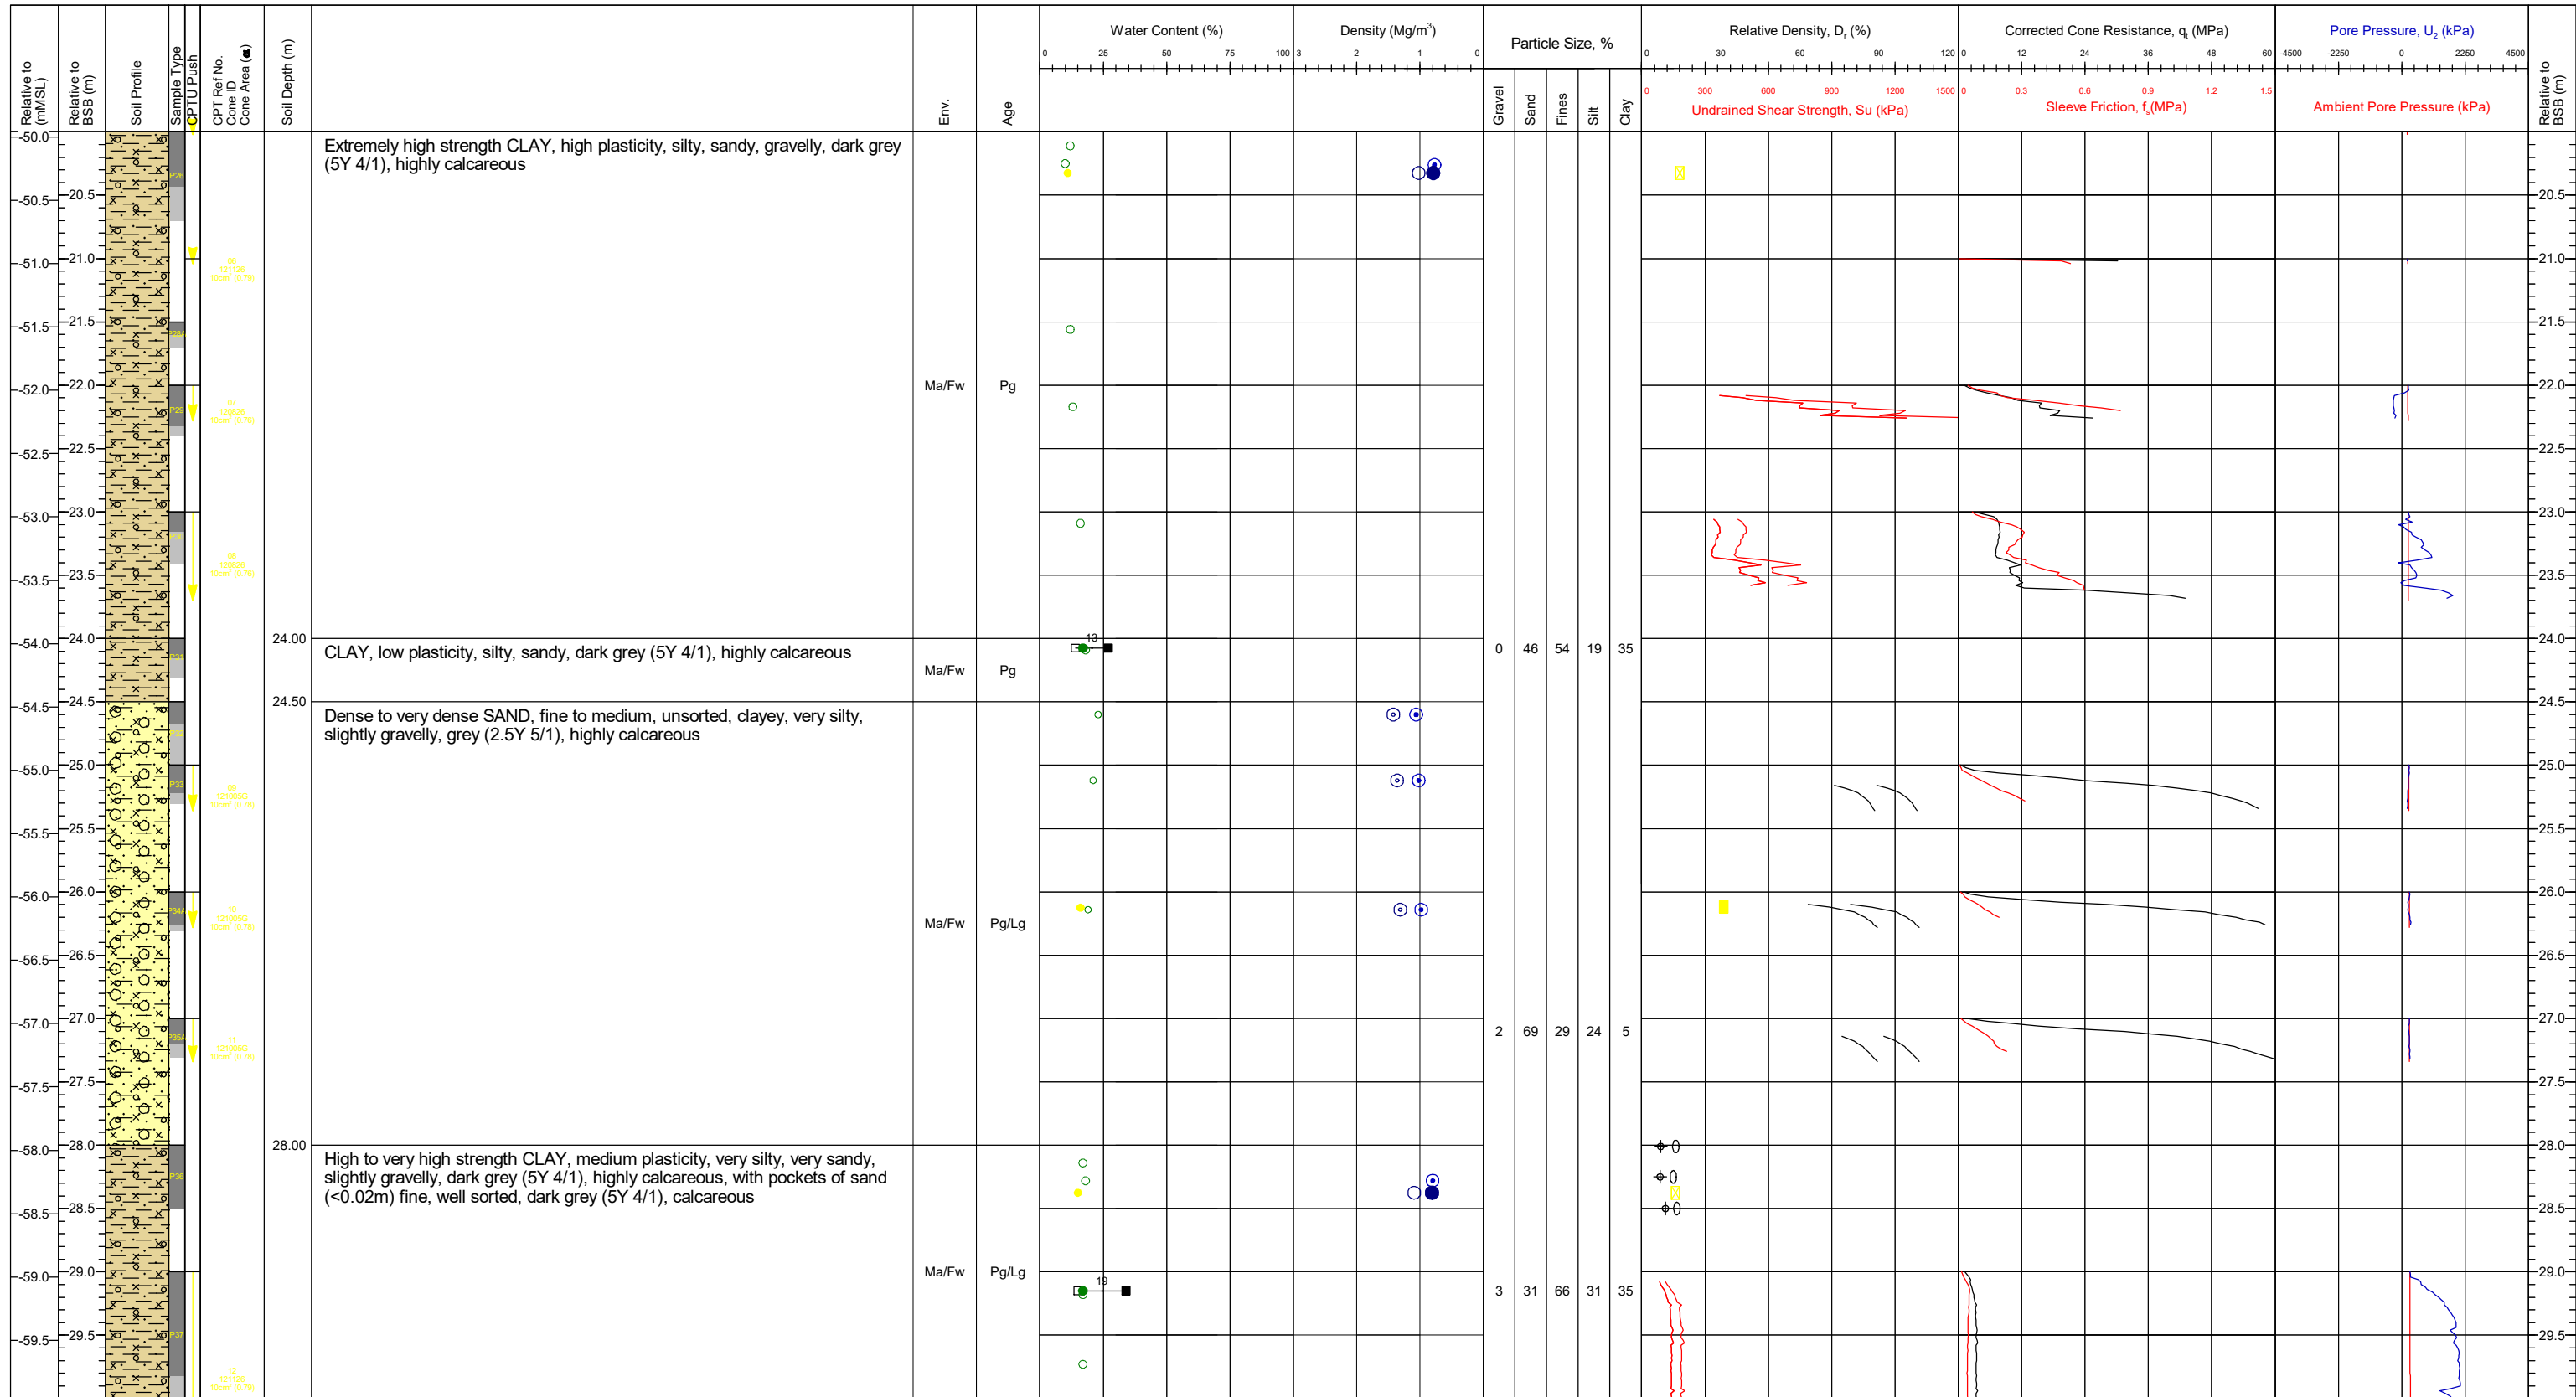 Relative to
(mMSL)
Relative to
BSB (m)
Soil Profile
Sample Type
CPTU Push
CPT Ref No.
Cone ID
Cone Area (α)
Soil Depth (m)
Env.
Age
Water Content (%)
0 25 50 75 100
Density (Mg/m³)
3 2 1 0
Particle Size, %
Gravel
Sand
Fines
Silt
Clay
Relative Density, Dr (%)
0 30 60 90 120
0 300 600 900 1200 1500
Undrained Shear Strength, Su (kPa)
Corrected Cone Resistance, qt (MPa)
0 12 24 36 48 60
0 0.3 0.6 0.9 1.2 1.5
Sleeve Friction, fs(MPa)
Pore Pressure, U2 (kPa)
-4500 -2250 0 2250 4500
Ambient Pore Pressure (kPa)
Relative to
BSB (m)
-50.0
Extremely high strength CLAY, high plasticity, silty, sandy, gravelly, dark grey
(5Y 4/1), highly calcareous
P26
-50.5 20.5 20.5
-51.0 21.0 21.0
-51.5 21.5 21.5
-52.0 22.0 Ma/Fw Pg 22.0
P29
-52.5 22.5 22.5
-53.0 23.0 23.0
P30
-53.5 23.5 23.5
-54.0 24.0 24.00 13 24.0
CLAY, low plasticity, silty, sandy, dark grey (5Y 4/1), highly calcareous
P31 0 46 54 19 35
Ma/Fw Pg
-54.5 24.5 24.50 24.5
Dense to very dense SAND, fine to medium, unsorted, clayey, very silty,
slightly gravelly, grey (2.5Y 5/1), highly calcareous
P32
-55.0 25.0 25.0
P33
-55.5 25.5 25.5
-56.0 26.0 26.0
P34A
Ma/Fw Pg/Lg
-56.5 26.5 26.5
-57.0 27.0 27.0
P35A 2 69 29 24 5
-57.5 27.5 27.5
-58.0 28.0 28.00 28.0
High to very high strength CLAY, medium plasticity, very silty, very sandy,
slightly gravelly, dark grey (5Y 4/1), highly calcareous, with pockets of sand
(<0.02m) fine, well sorted, dark grey (5Y 4/1), calcareous
P36
-58.5 28.5 28.5
-59.0 29.0 Ma/Fw Pg/Lg 19 29.0
3 31 66 31 35
-59.5 29.5 29.5
P37